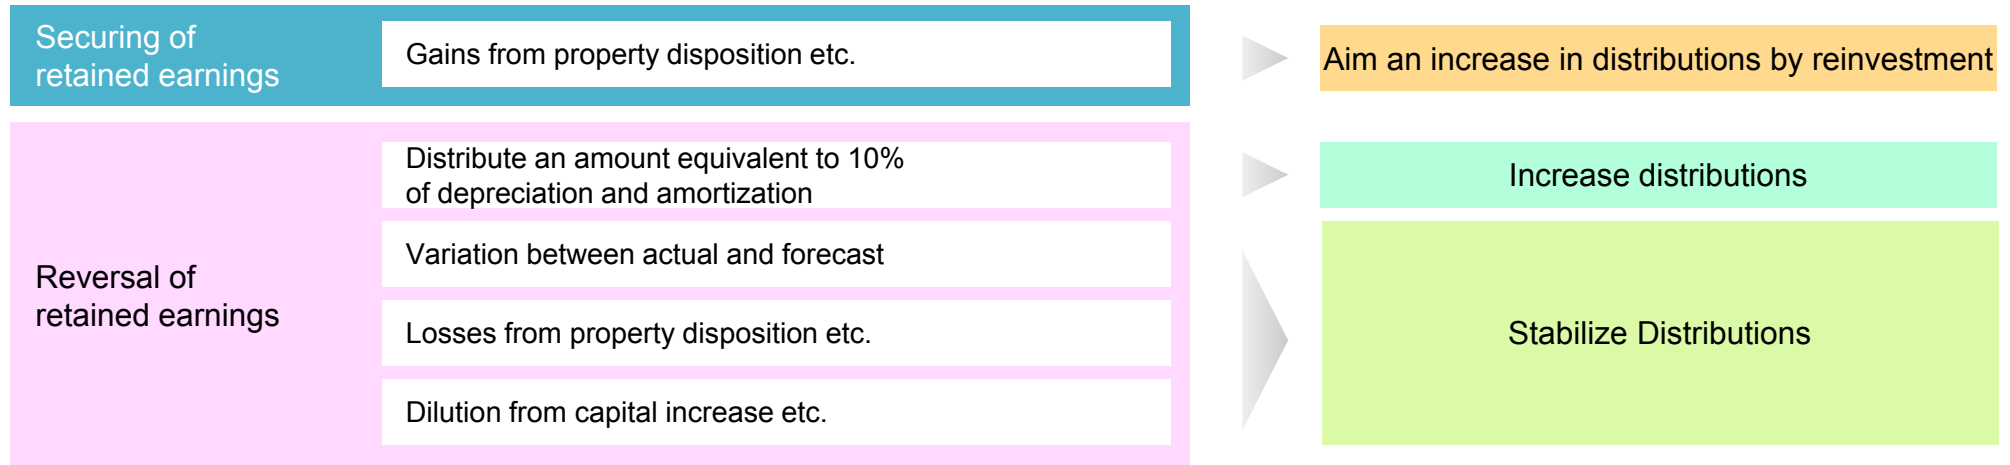 Securing of
retained earnings
Gains from property disposition etc.
Aim an increase in distributions by reinvestment
Reversal of
retained earnings
Distribute an amount equivalent to 10%
of depreciation and amortization
Increase distributions
Variation between actual and forecast
Losses from property disposition etc.
Dilution from capital increase etc.
Stabilize Distributions